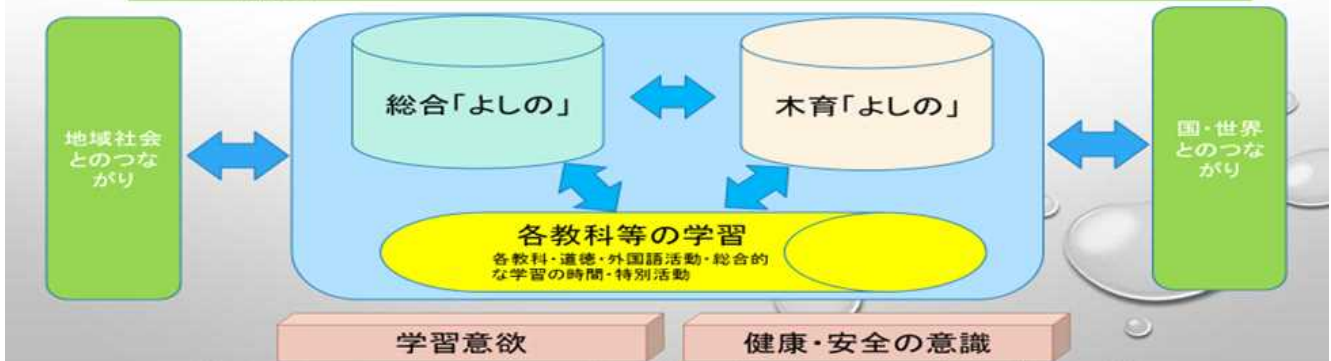 総合「よしの」
木育「よしの」
地域社会
とのつな
がり
国・世界
とのつな
がり
各教科等の学習
各教科・道徳・外国語活動・総合的
な学習の時間・特別活動
学習意欲
健康・安全の意識